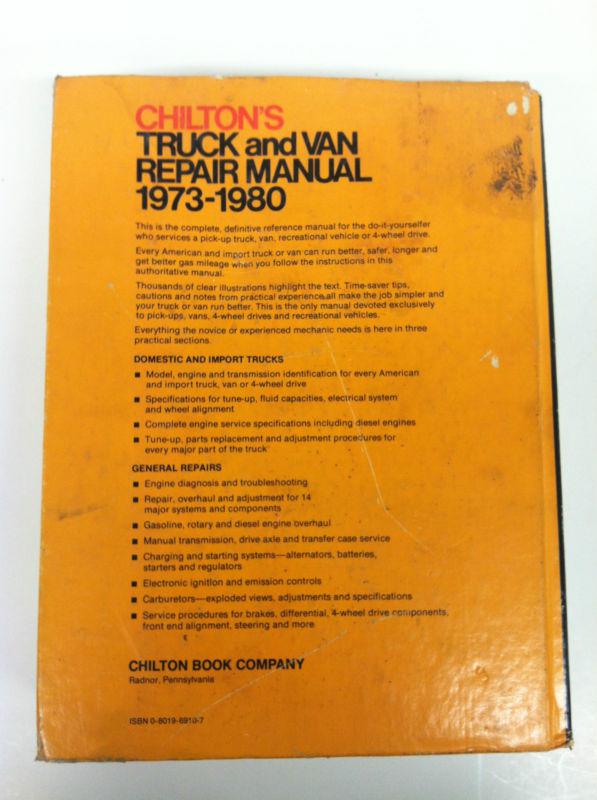 CHILTON'S
TRUCK and VAN
REPAIR MANUAL
1973-1980
This is the complete, definitive reference manual for the do-it-yourselfer
who services a pick-up truck, van, recreational vehicle or 4-wheel drive.
Every American and import truck or van can run better, safer, longer and
get better gas mileage when you follow the instructions in this
authoritative manual.
Thousands of clear illustrations highlight the text. Time-saver tips,
cautions and notes from practical experience all make the job simpler and
your truck or van run better. This is the only manual devoted exclusively
to pick-ups, vans, 4-wheel drives and recreational vehicles.
Everything the novice or experienced mechanic needs is here in three
practical sections.
DOMESTIC AND IMPORT TRUCKS
■ Model, engine and transmission identification for every American
and import truck, van or 4-wheel drive
■ Specifications for tune-up, fluid capacities, electrical system
and wheel alignment
■ Complete engine service specifications including diesel engines
■ Tune-up, parts replacement and adjustment procedures for
every major part of the truck
GENERAL REPAIRS
■ Engine diagnosis and troubleshooting
■ Repair, overhaul and adjustment for 14
major systems and components
■ Gasoline, rotary and diesel engine overhaul
■ Manual transmission, drive axle and transfer case service
■ Charging and starting systems—alternators, batteries,
starters and regulators
■ Electronic ignition and emission controls
■ Carburetors—exploded views, adjustments and specifications
■ Service procedures for brakes, differential, 4-wheel drive components,
front end alignment, steering and more
CHILTON BOOK COMPANY
Radnor, Pennsylvania
ISBN 0-8019-6910-7